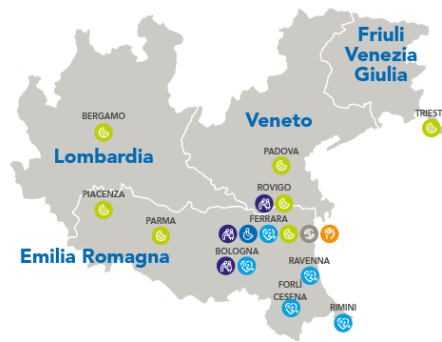 Friuli
Venezia
Giulia
BERGAMO
Veneto
TRIEST
Lombardia
PADOVA
PIACENZA
ROVIGO
PARMA
FERRARA
Emilia Romagna
BOLOGNA
RAVENNA
FORLÌ
CESENA
RIMINI